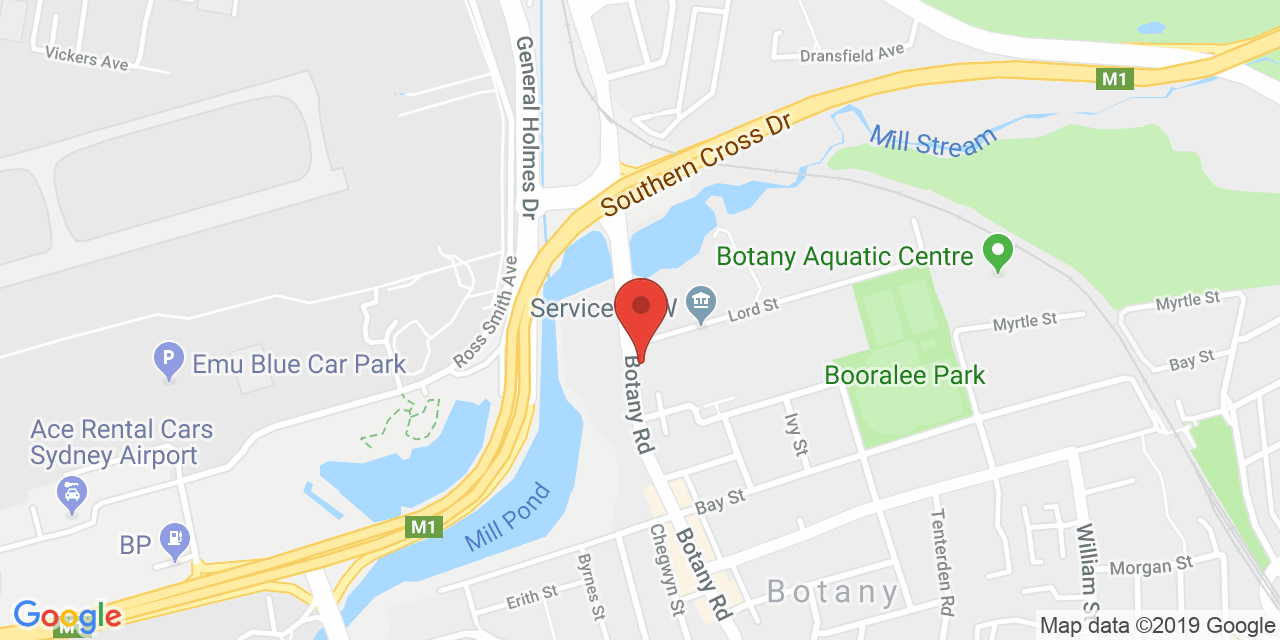 Vickers Ave
General Holmes Dr
Dransfield Ave
M1
Southern Cross Dr
Mill Stream
Botany Aquatic Centre
Ross Smith Ave
Service
W
Lord St
Myrtle St
Myrtle St
Bay St
P
Emu Blue Car Park
Botany Rd
Booralee Park
Ivy St
Ace Rental Cars
Sydney Airport
BP
M1
Mill Pond
Bay St
Chegwyn St
Botany Rd
Tenterden Rd
William S
Morgan St
Erith St
Byrnes St
Botany
Google
M1
Map data ©2019 Google